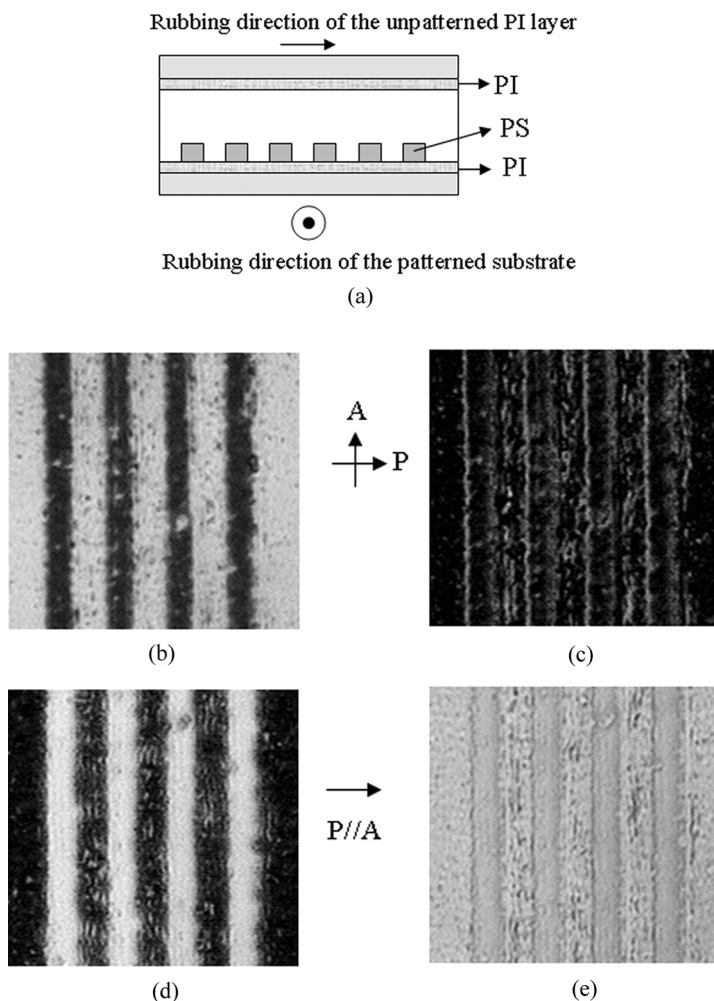 Rubbing direction of the unpatterned PI layer
PI
PS
PI
Rubbing direction of the patterned substrate
(a)
A
P
(b)
(c)
P//A
(d)
(e)